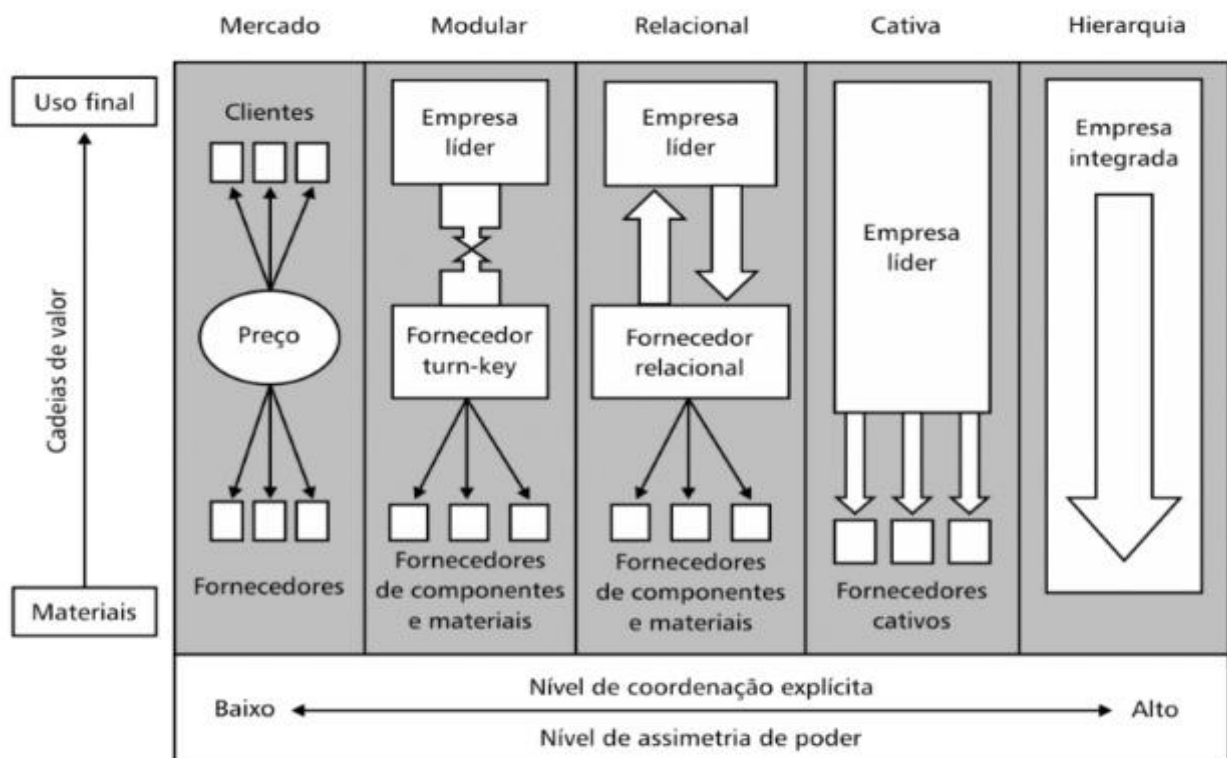 Mercado
Modular
Relacional
Cativa
Hierarquia
Uso final
Cadeias de valor
Materiais
Clientes
Preço
Fornecedores
Empresa
líder
Fornecedor
turn-key
Fornecedores
de componentes
e materiais
Empresa
líder
Fornecedor
relacional
Fornecedores
de componentes
e materiais
Empresa
líder
Fornecedores
cativos
Empresa
integrada
Nível de coordenação explícita
Baixo
Alto
Nível de assimetria de poder